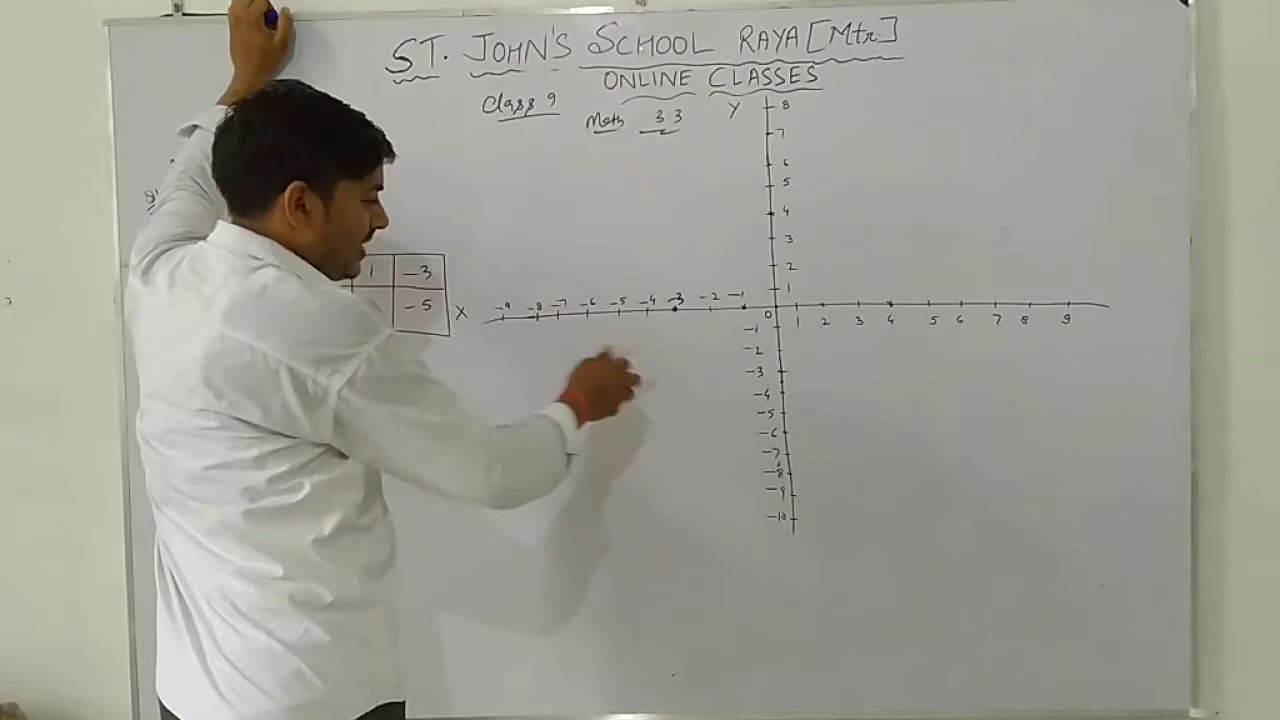 ST. JOHN'S SCHOOL RAYA [Mtr]
ONLINE CLASSES
Class 9
Math 33
Y 8
7
6
5
4
3
2
1
1 -3
-5
X -9 -8 -7 -6 -5 -4 -3 -2 -1
0 1 2 3 4 5 6 7 8 9
-1
-2
-3
-4
-5
-6
-7
-8
-9
-10